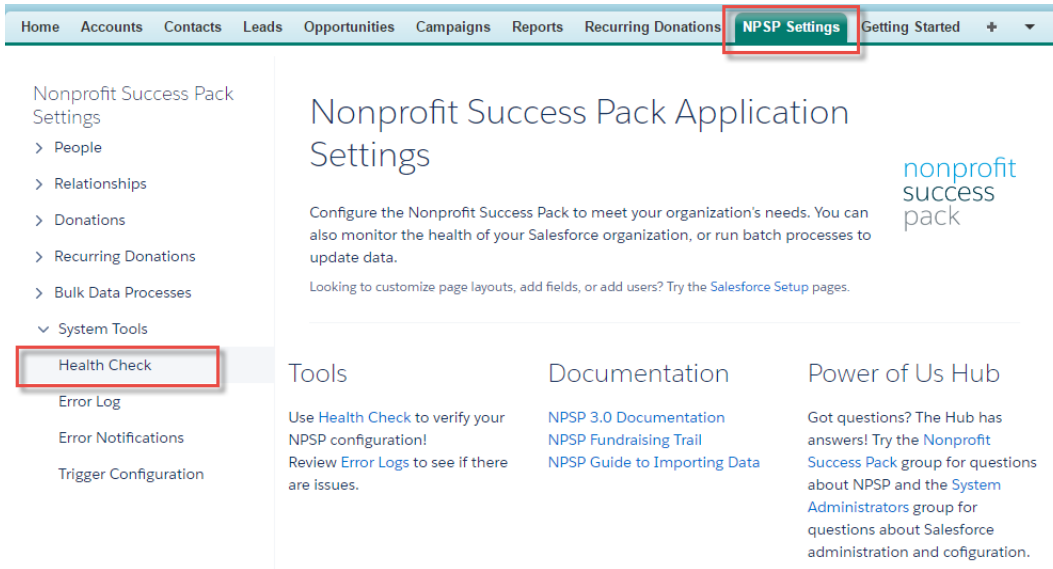 Home Accounts Contacts Leads Opportunities Campaigns Reports Recurring Donations NPSP Settings Getting Started +
Nonprofit Success Pack
Settings
People
Relationships
Donations
Recurring Donations
Bulk Data Processes
System Tools
Health Check
Error Log
Error Notifications
Trigger Configuration
Nonprofit Success Pack Application
Settings
Configure the Nonprofit Success Pack to meet your organization's needs. You can
also monitor the health of your Salesforce organization, or run batch processes to
update data.
Looking to customize page layouts, add fields, or add users? Try the Salesforce Setup pages.
nonprofit
success
pack
Tools
Use Health Check to verify your
NPSP configuration!
Review Error Logs to see if there
are issues.
Documentation
NPSP 3.0 Documentation
NPSP Fundraising Trail
NPSP Guide to Importing Data
Power of Us Hub
Got questions? The Hub has
answers! Try the Nonprofit
Success Pack group for questions
about NPSP and the System
Administrators group for
questions about Salesforce
administration and cofiguration.